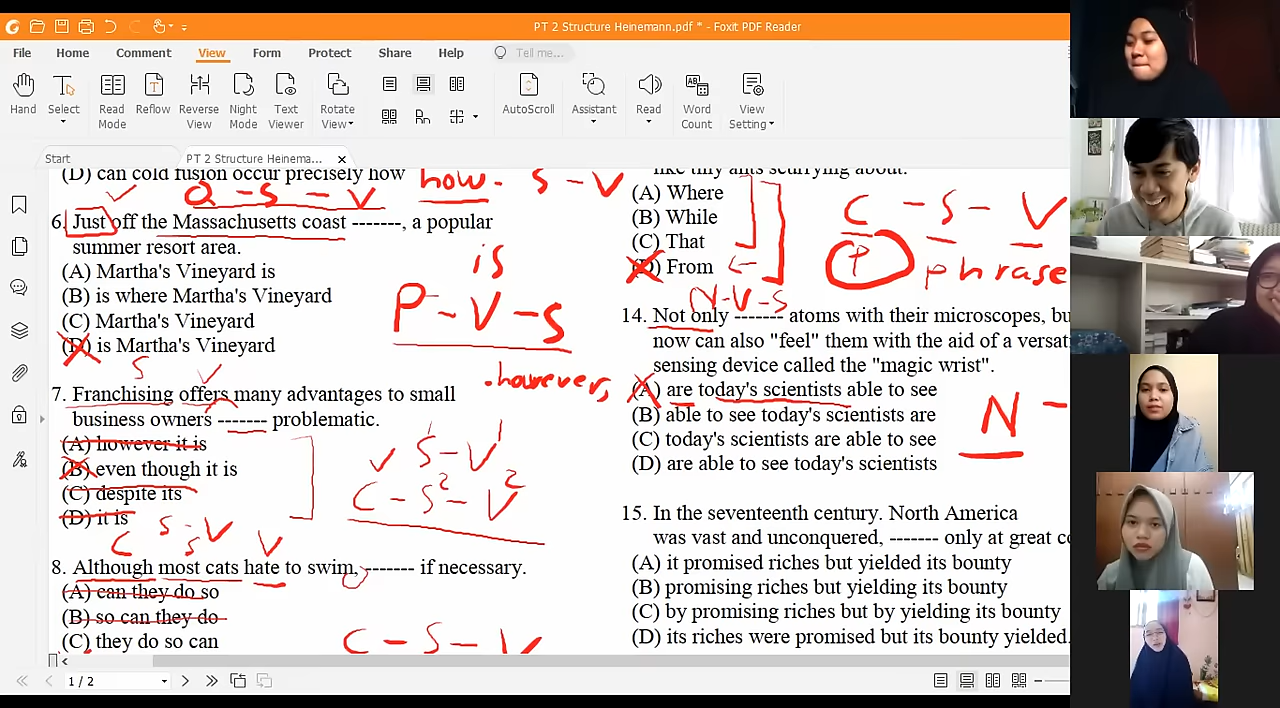 PT 2 Structure Heinemann.pdf * - Foxit PDF Reader
File Home Comment View Form Protect Share Help Tell me...
Hand Select Read Mode Reflow Reverse View Night Mode Text Viewer Rotate View AutoScroll Assistant Read Word Count View Setting
Start PT 2 Structure Heinema...
(D) can cold fusion occur precisely how
how - S - V
Q - S - V
6. Just off the Massachusetts coast -------, a popular
summer resort area.
(A) Martha's Vineyard is
(B) is where Martha's Vineyard
(C) Martha's Vineyard
(D) is Martha's Vineyard
is
P - V - S
S V
. however,
7. Franchising offers many advantages to small
business owners ------- problematic.
(A) however it is
(B) even though it is
(C) despite its
(D) it is
S - V
C - S² - V²
S - V
C S V
8. Although most cats hate to swim, ------- if necessary.
(A) can they do so
(B) so can they do
(C) they do so can
C - S - V
like tiny ants scurrying about.
(A) Where
(B) While
(C) That
(D) From
C - S - V
P phrase
N - V - S
14. Not only ------- atoms with their microscopes, bu
now can also "feel" them with the aid of a versat
sensing device called the "magic wrist".
(A) are today's scientists able to see
(B) able to see today's scientists are
(C) today's scientists are able to see
(D) are able to see today's scientists
N -
15. In the seventeenth century. North America
was vast and unconquered, ------- only at great co
(A) it promised riches but yielded its bounty
(B) promising riches but yielding its bounty
(C) by promising riches but by yielding its bounty
(D) its riches were promised but its bounty yielded.
1 / 2